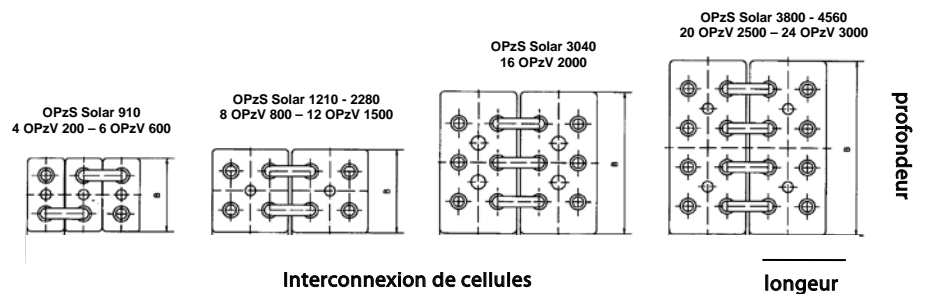 OPzS Solar 910
4 OPzV 200 – 6 OPzV 600
OPzS Solar 1210 - 2280
8 OPzV 800 – 12 OPzV 1500
OPzS Solar 3040
16 OPzV 2000
OPzS Solar 3800 - 4560
20 OPzV 2500 – 24 OPzV 3000
B
B
B
B
profondeur
Interconnexion de cellules
longeur